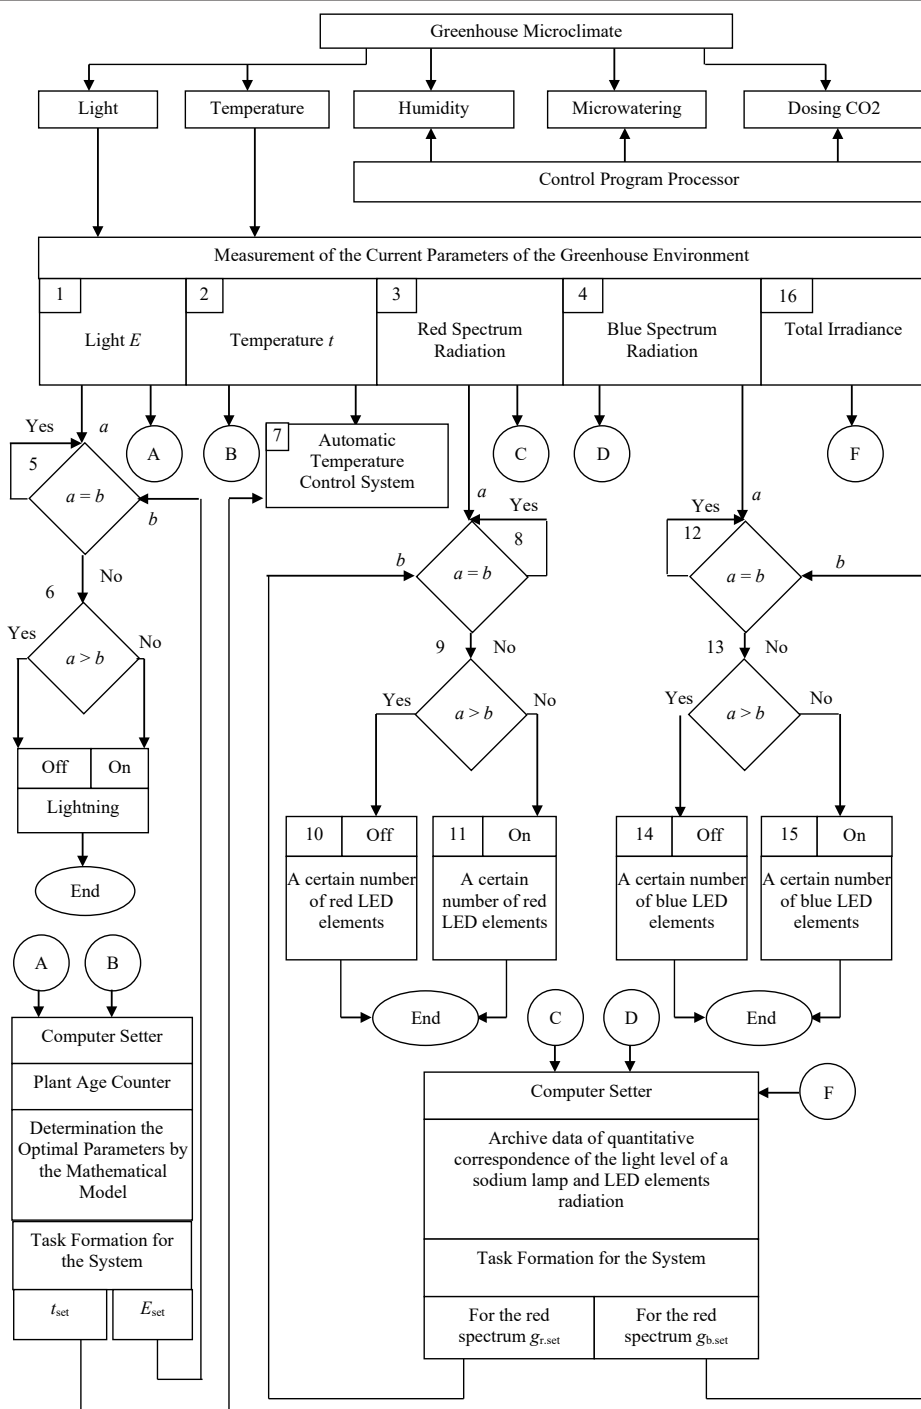 Greenhouse Microclimate
Light
Temperature
Humidity
Microwatering
Dosing CO2
Control Program Processor
Measurement of the Current Parameters of the Greenhouse Environment
1
2
3
4
16
Light E
Temperature t
Red Spectrum
Radiation
Blue Spectrum
Radiation
Total Irradiance
Yes
a
A
B
7
Automatic
Temperature
Control System
C
D
F
5
a = b
b
a
Yes
8
a = b
b
a
Yes
12
a = b
b
No
6
Yes
a > b
No
9
No
Yes
a > b
No
13
No
Yes
a > b
No
Off
On
Lightning
End
10
Off
A certain number
of red LED
elements
11
On
A certain
number of red
LED elements
14
Off
A certain number
of blue LED
elements
15
On
A certain number
of blue LED
elements
End
End
A
B
Computer Setter
Plant Age Counter
Determination the
Optimal Parameters by
the Mathematical
Model
Task Formation for
the System
tset
Eset
C
D
F
Computer Setter
Archive data of quantitative
correspondence of the light level of a
sodium lamp and LED elements
radiation
Task Formation for the System
For the red
spectrum gr.set
For the red
spectrum gb.set